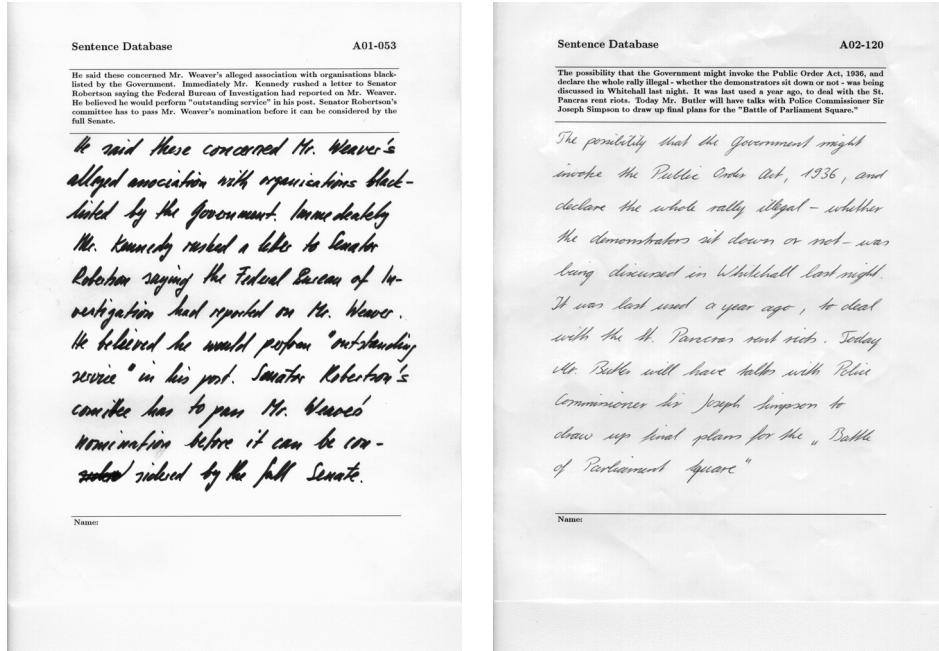 Sentence Database A01-053
He said these concerned Mr. Weaver's alleged association with organisations black-
listed by the Government. Immediately Mr. Kennedy rushed a letter to Senator
Robertson saying the Federal Bureau of Investigation had reported on Mr. Weaver.
He believed he would perform "outstanding service" in his post. Senator Robertson's
committee has to pass Mr. Weaver's nomination before it can be considered by the
full Senate.
He said these concerned Mr. Weaver's
alleged association with organisations black-
listed by the Government. Immedeately
Mr. Kennedy rushed a letter to Senator
Robertson saying the Federal Bureau of In-
vestigation had reported on Mr. Weaver.
He believed he would perfom "outstanding
service" in his post. Senator Robertson's
comittee has to pass Mr. Weave's
nomination before it can be con-
sidered by the full Senate.
Name:
Sentence Database A02-120
The possibility that the Government might invoke the Public Order Act, 1936, and
declare the whole rally illegal - whether the demonstrators sit down or not - was being
discussed in Whitehall last night. It was last used a year ago, to deal with the St.
Pancras rent riots. Today Mr. Butler will have talks with Police Commissioner Sir
Joseph Simpson to draw up final plans for the "Battle of Parliament Square."
The possibility that the Government might
invoke the Public Order Act, 1936, and
declare the whole rally illegal - whether
the demonstrators sit down or not - was
being discussed in Whitehall last night.
It was last used a year ago, to deal
with the St. Pancras rent riots. Today
Mr. Butler will have talks with Police
Commissioner Sir Joseph Simpson to
draw up final plans for the „Battle
of Parliament Square"
Name: